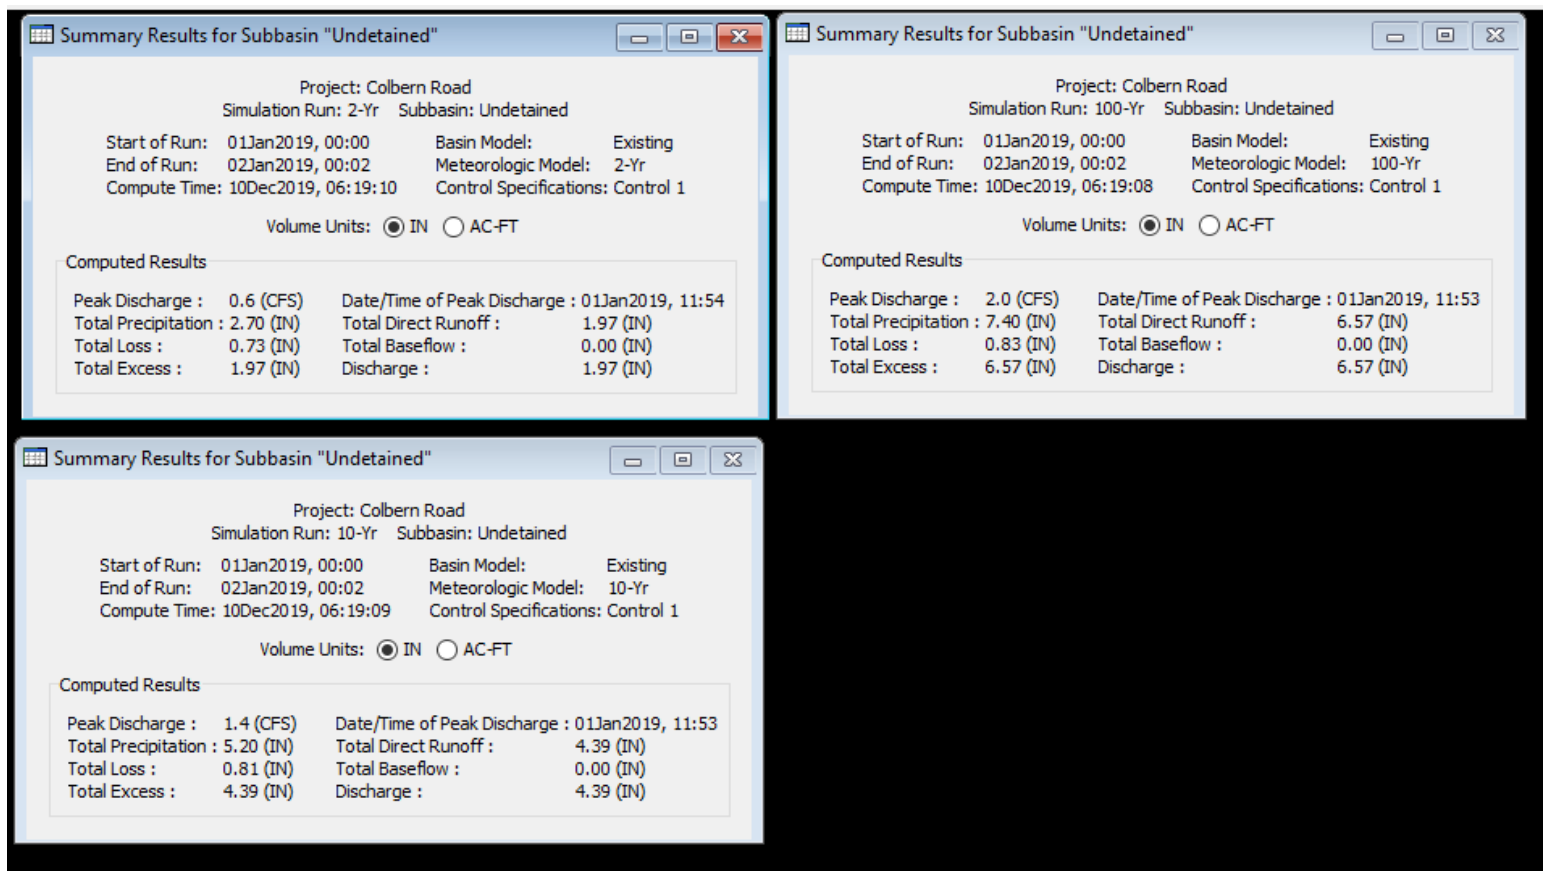 Summary Results for Subbasin "Undetained"
Project: Colbern Road
Simulation Run: 2-Yr Subbasin: Undetained
Start of Run: 01Jan2019, 00:00 Basin Model: Existing
End of Run: 02Jan2019, 00:02 Meteorologic Model: 2-Yr
Compute Time: 10Dec2019, 06:19:10 Control Specifications: Control 1
Volume Units: IN AC-FT
Computed Results
Peak Discharge : 0.6 (CFS) Date/Time of Peak Discharge : 01Jan2019, 11:54
Total Precipitation : 2.70 (IN) Total Direct Runoff : 1.97 (IN)
Total Loss : 0.73 (IN) Total Baseflow : 0.00 (IN)
Total Excess : 1.97 (IN) Discharge : 1.97 (IN)
Summary Results for Subbasin "Undetained"
Project: Colbern Road
Simulation Run: 100-Yr Subbasin: Undetained
Start of Run: 01Jan2019, 00:00 Basin Model: Existing
End of Run: 02Jan2019, 00:02 Meteorologic Model: 100-Yr
Compute Time: 10Dec2019, 06:19:08 Control Specifications: Control 1
Volume Units: IN AC-FT
Computed Results
Peak Discharge : 2.0 (CFS) Date/Time of Peak Discharge : 01Jan2019, 11:53
Total Precipitation : 7.40 (IN) Total Direct Runoff : 6.57 (IN)
Total Loss : 0.83 (IN) Total Baseflow : 0.00 (IN)
Total Excess : 6.57 (IN) Discharge : 6.57 (IN)
Summary Results for Subbasin "Undetained"
Project: Colbern Road
Simulation Run: 10-Yr Subbasin: Undetained
Start of Run: 01Jan2019, 00:00 Basin Model: Existing
End of Run: 02Jan2019, 00:02 Meteorologic Model: 10-Yr
Compute Time: 10Dec2019, 06:19:09 Control Specifications: Control 1
Volume Units: IN AC-FT
Computed Results
Peak Discharge : 1.4 (CFS) Date/Time of Peak Discharge : 01Jan2019, 11:53
Total Precipitation : 5.20 (IN) Total Direct Runoff : 4.39 (IN)
Total Loss : 0.81 (IN) Total Baseflow : 0.00 (IN)
Total Excess : 4.39 (IN) Discharge : 4.39 (IN)